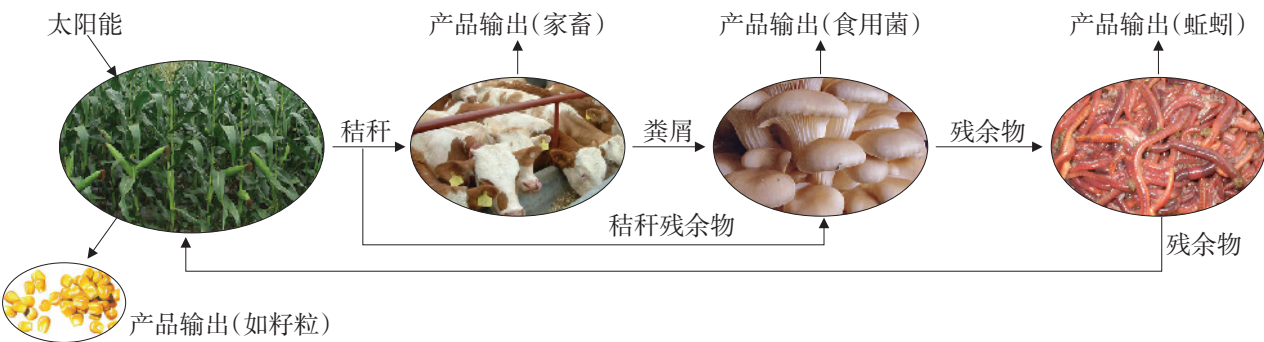 太阳能
产品输出(家畜)
产品输出(食用菌)
产品输出(蚯蚓)
秸秆
粪屑
残余物
秸秆残余物
残余物
产品输出(如籽粒)